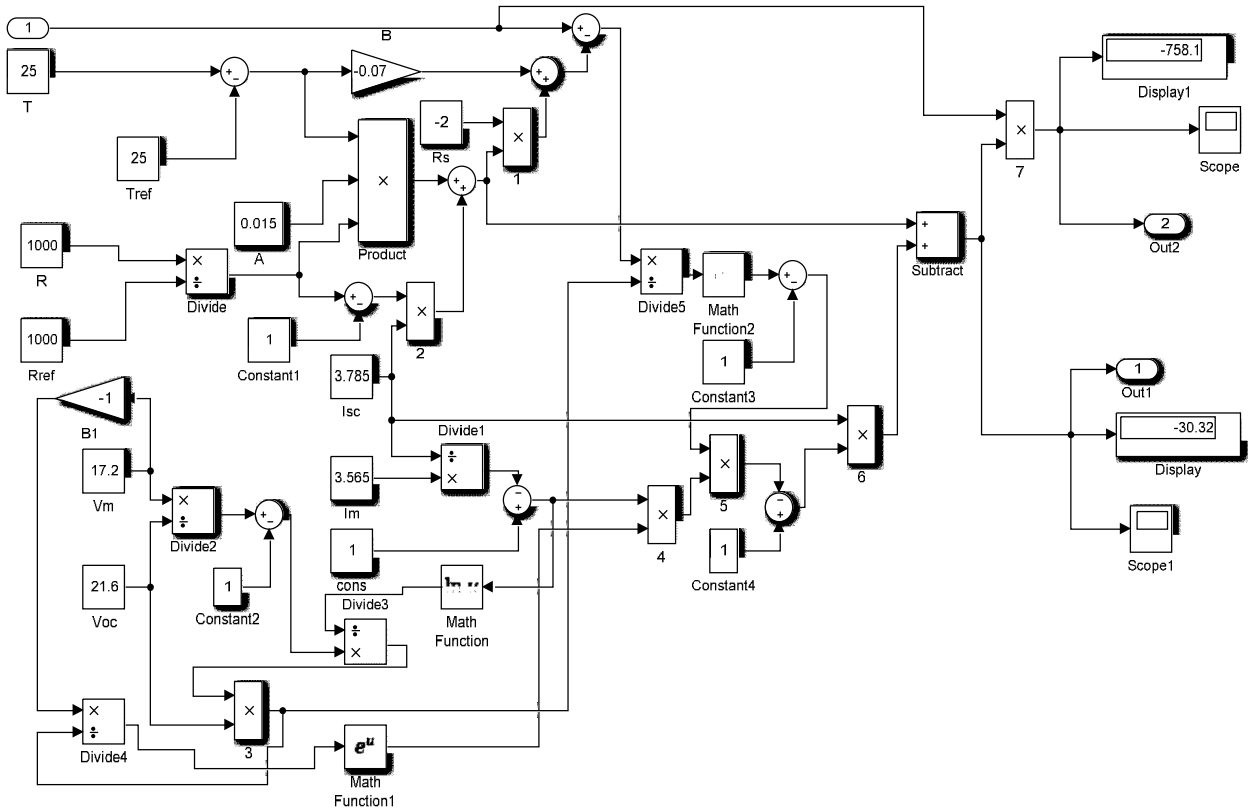 1
B
25
T
-0.07
-758.1
Display1
25
Tref
-2
Rs
×
1
×
7
Scope
0.015
A
×
Product
2
Out2
1000
R
×
÷
Divide
+
+
Subtract
×
÷
Divide5
Math
Function2
1000
Rref
1
Constant1
×
2
3.785
Isc
1
Constant3
1
Out1
-1
B1
Divide1
÷
×
×
6
-30.32
Display
17.2
Vm
3.565
Im
×
5
×
÷
Divide2
1
cons
×
4
1
Constant4
Scope1
21.6
Voc
1
Constant2
Divide3
÷
×
ln
Math
Function
×
÷
Divide4
×
3
eᵘ
Math
Function1